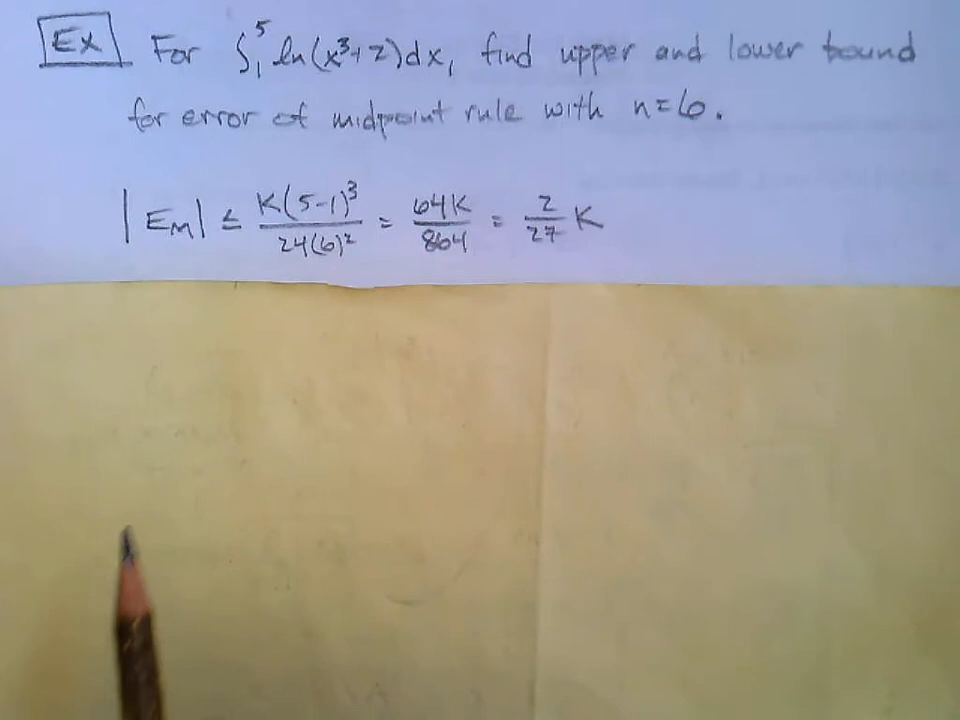 Ex For ∫₁⁵ ln(x³+2)dx, find upper and lower bound
for error of midpoint rule with n=6.
|E_M| ≤ K(5-1)³/24(6)² = 64K/864 = 2/27 K